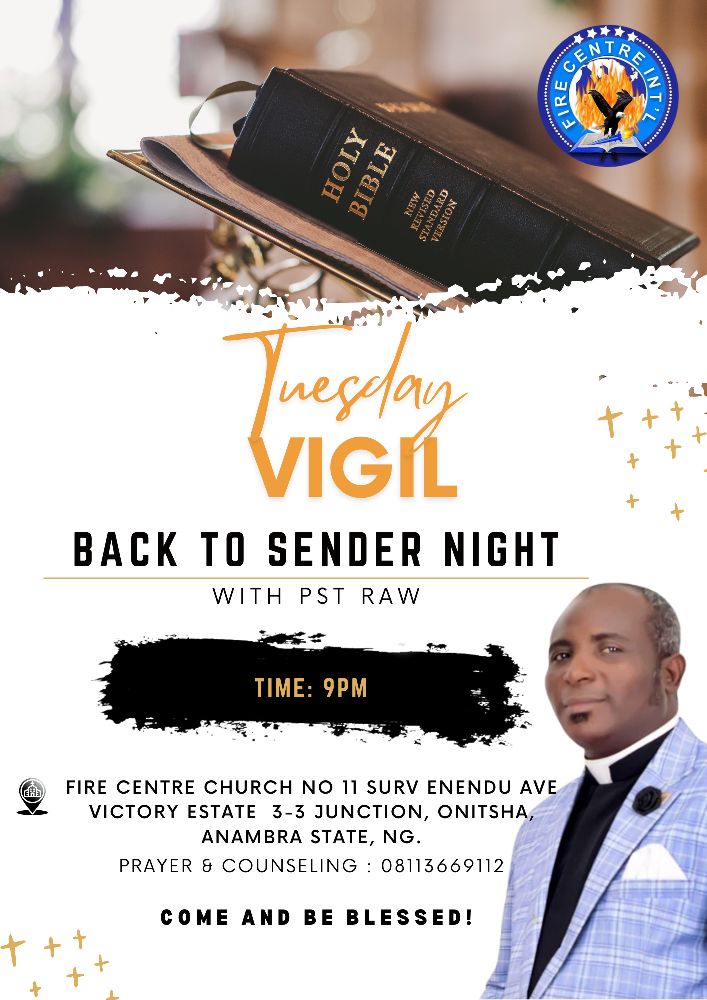 FIRE CENTRE INT'L
HOLY
BIBLE
NEW
REVISED
STANDARD
VERSION
Tuesday
VIGIL
BACK TO SENDER NIGHT
WITH PST RAW
TIME: 9PM
FIRE CENTRE CHURCH NO 11 SURV ENENDU AVE
VICTORY ESTATE 3-3 JUNCTION, ONITSHA,
ANAMBRA STATE, NG.
PRAYER & COUNSELING : 08113669112
COME AND BE BLESSED!